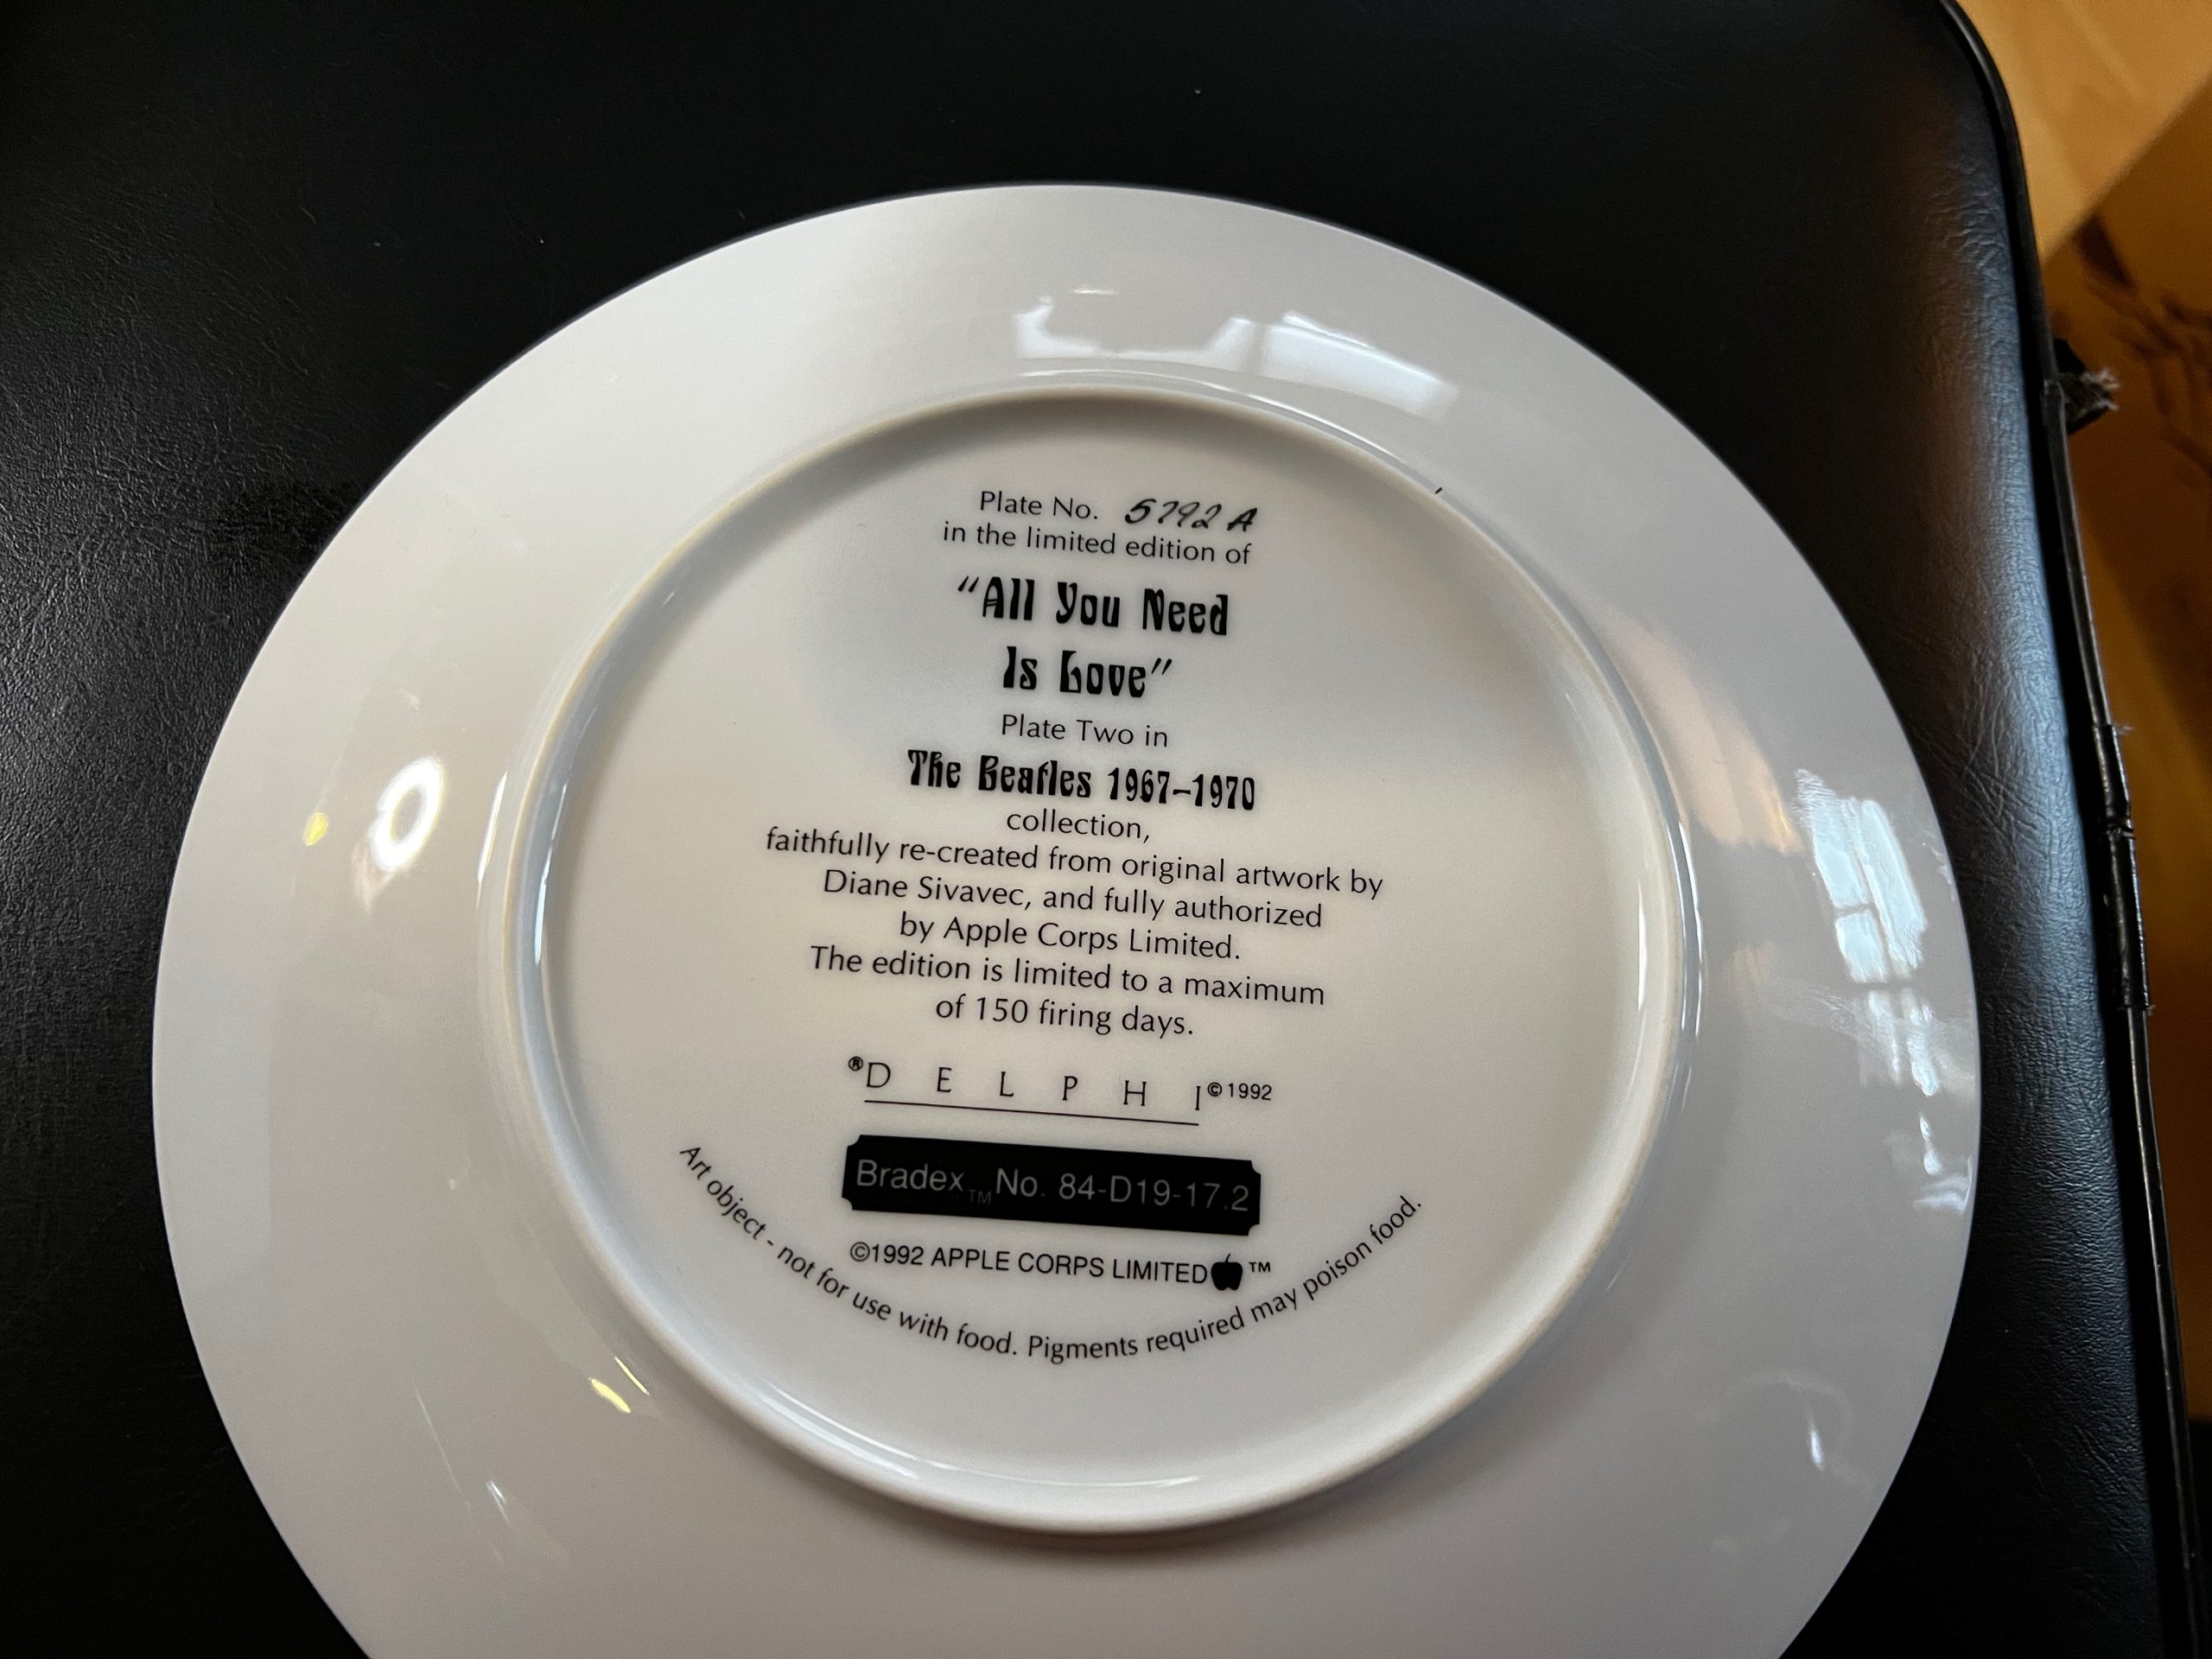 Plate No. 5792 A
in the limited edition of
“All You Need
Is Love”
Plate Two in
The Beatles 1967–1970
collection,
faithfully re-created from original artwork by
Diane Sivavec, and fully authorized
by Apple Corps Limited.
The edition is limited to a maximum
of 150 firing days.
®DELPHI©1992
Bradex™ No. 84-D19-17.2
©1992 APPLE CORPS LIMITED ™
Art object - not for use with food. Pigments required may poison food.